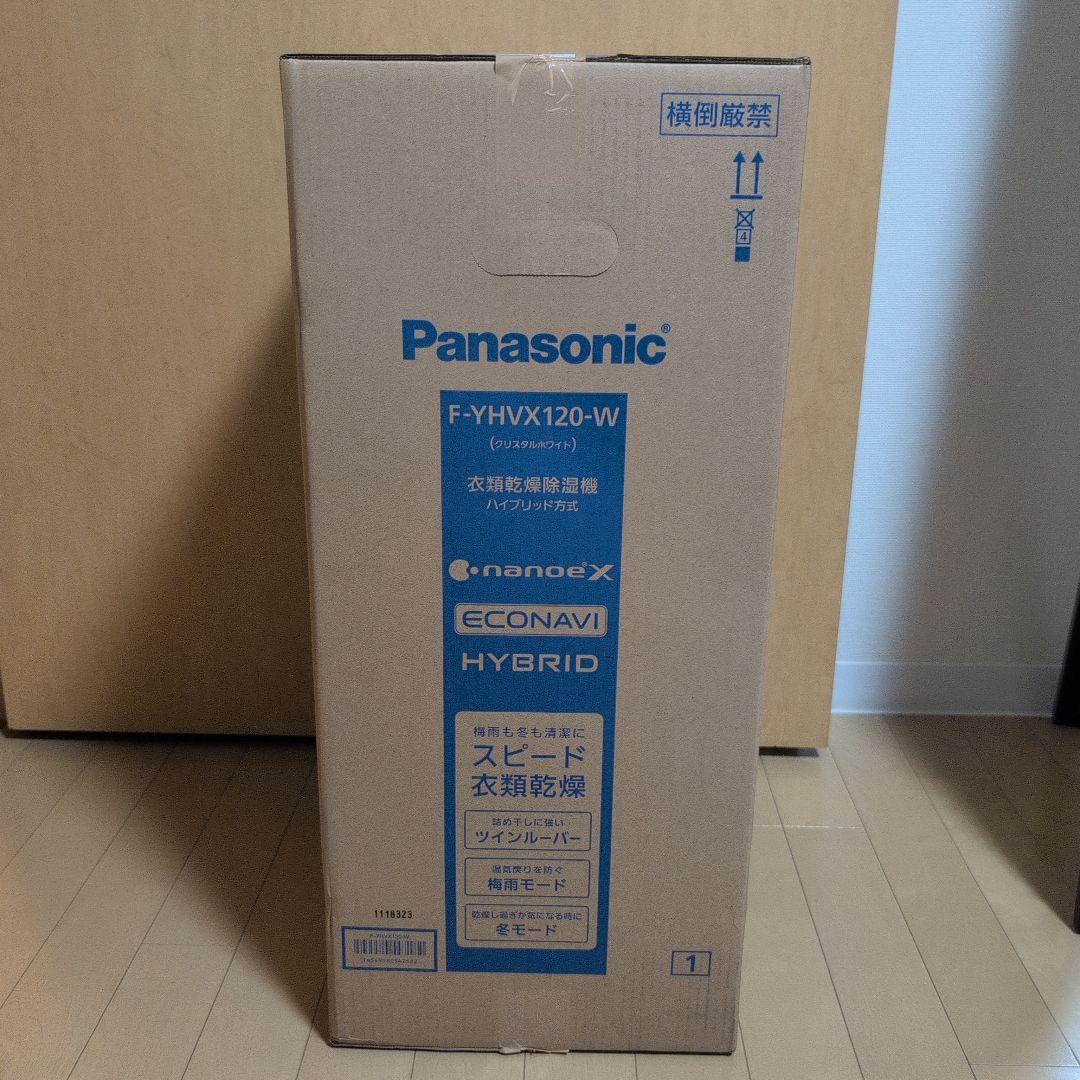 横倒厳禁
4
Panasonic®
F-YHVX120-W
(クリスタルホワイト)
衣類乾燥除湿機
ハイブリッド方式
nanoe X
ECONAVI
HYBRID
梅雨も冬も清潔に
スピード
衣類乾燥
詰め干しに強い
ツインルーバー
湿気戻りを防ぐ
梅雨モード
乾燥し過ぎが気になる時に
冬モード
1118323
F-YHVX120-W
1